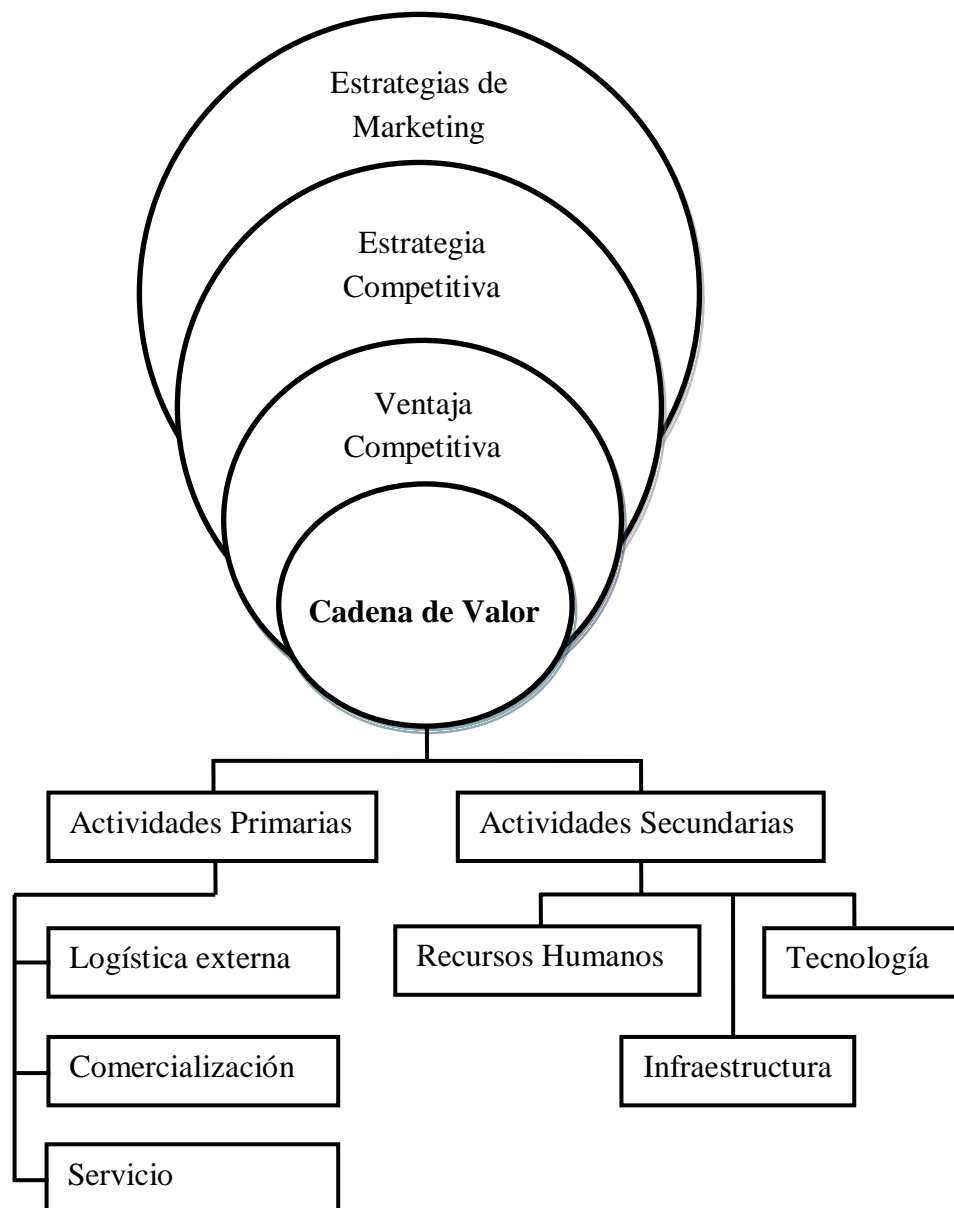 Estrategias de
Marketing
Estrategia
Competitiva
Ventaja
Competitiva
Cadena de Valor
Actividades Primarias
Actividades Secundarias
Logística externa
Recursos Humanos
Tecnología
Comercialización
Infraestructura
Servicio